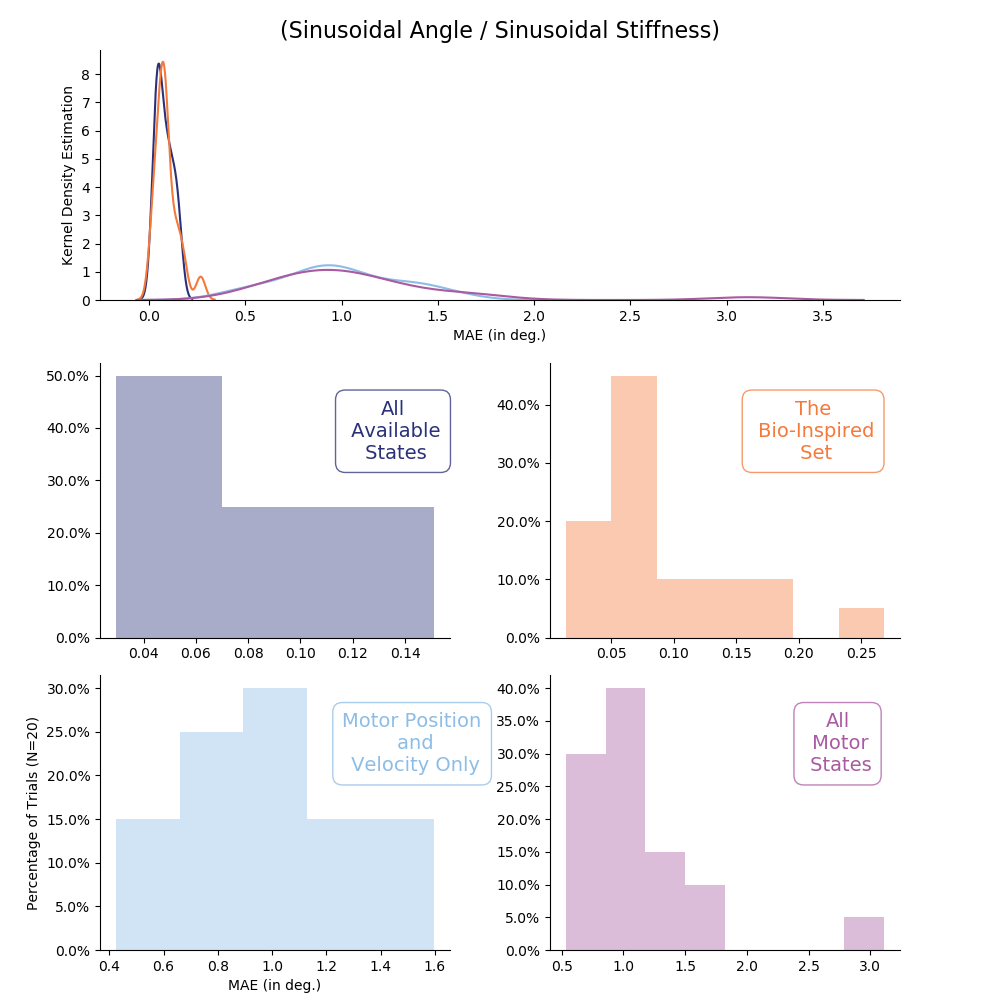 (Sinusoidal Angle / Sinusoidal Stiffness)
Kernel Density Estimation
8
7
6
5
4
3
2
1
0
0.0 0.5 1.0 1.5 2.0 2.5 3.0 3.5
MAE (in deg.)
50.0%
40.0%
30.0%
20.0%
10.0%
0.0%
0.04 0.06 0.08 0.10 0.12 0.14
All
Available
States
40.0%
30.0%
20.0%
10.0%
0.0%
0.05 0.10 0.15 0.20 0.25
The
Bio-Inspired
Set
Percentage of Trials (N=20)
30.0%
25.0%
20.0%
15.0%
10.0%
5.0%
0.0%
0.4 0.6 0.8 1.0 1.2 1.4 1.6
MAE (in deg.)
Motor Position
and
Velocity Only
40.0%
35.0%
30.0%
25.0%
20.0%
15.0%
10.0%
5.0%
0.0%
0.5 1.0 1.5 2.0 2.5 3.0
All
Motor
States